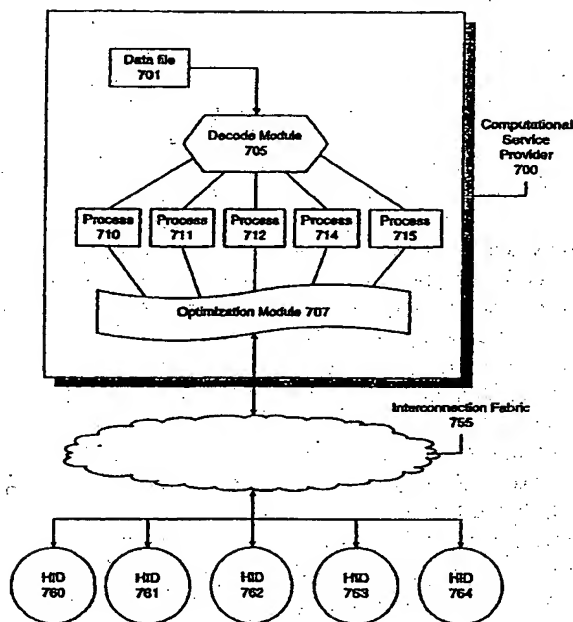 Data file
701
Decode Module
705
Computational
Service
Provider
700
Process
710
Process
711
Process
712
Process
714
Process
715
Optimization Module 707
Interconnection Fabric
755
HID
760
HID
761
HID
762
HID
763
HID
764